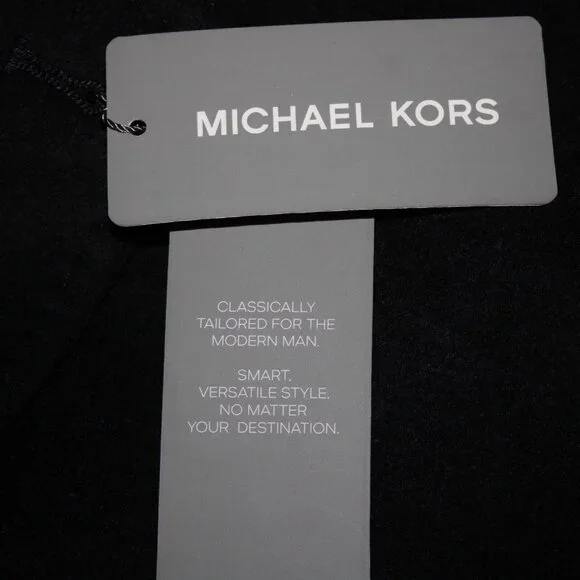 MICHAEL KORS
CLASSICALLY
TAILORED FOR THE
MODERN MAN.
SMART,
VERSATILE STYLE.
NO MATTER
YOUR DESTINATION.